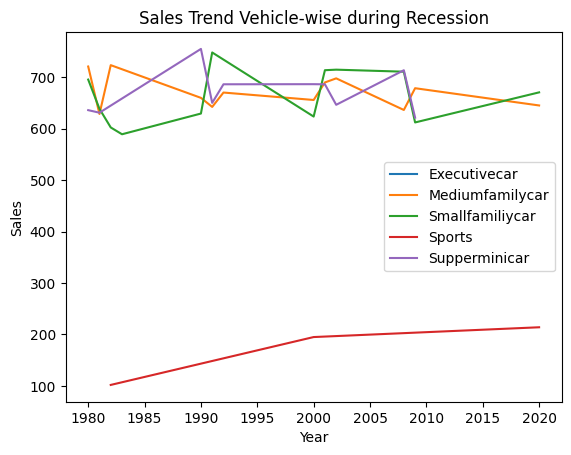 Sales Trend Vehicle-wise during Recession
700
600
500
400
300
200
100
Sales
Executivecar
Mediumfamilycar
Smallfamiliycar
Sports
Supperminicar
1980 1985 1990 1995 2000 2005 2010 2015 2020
Year